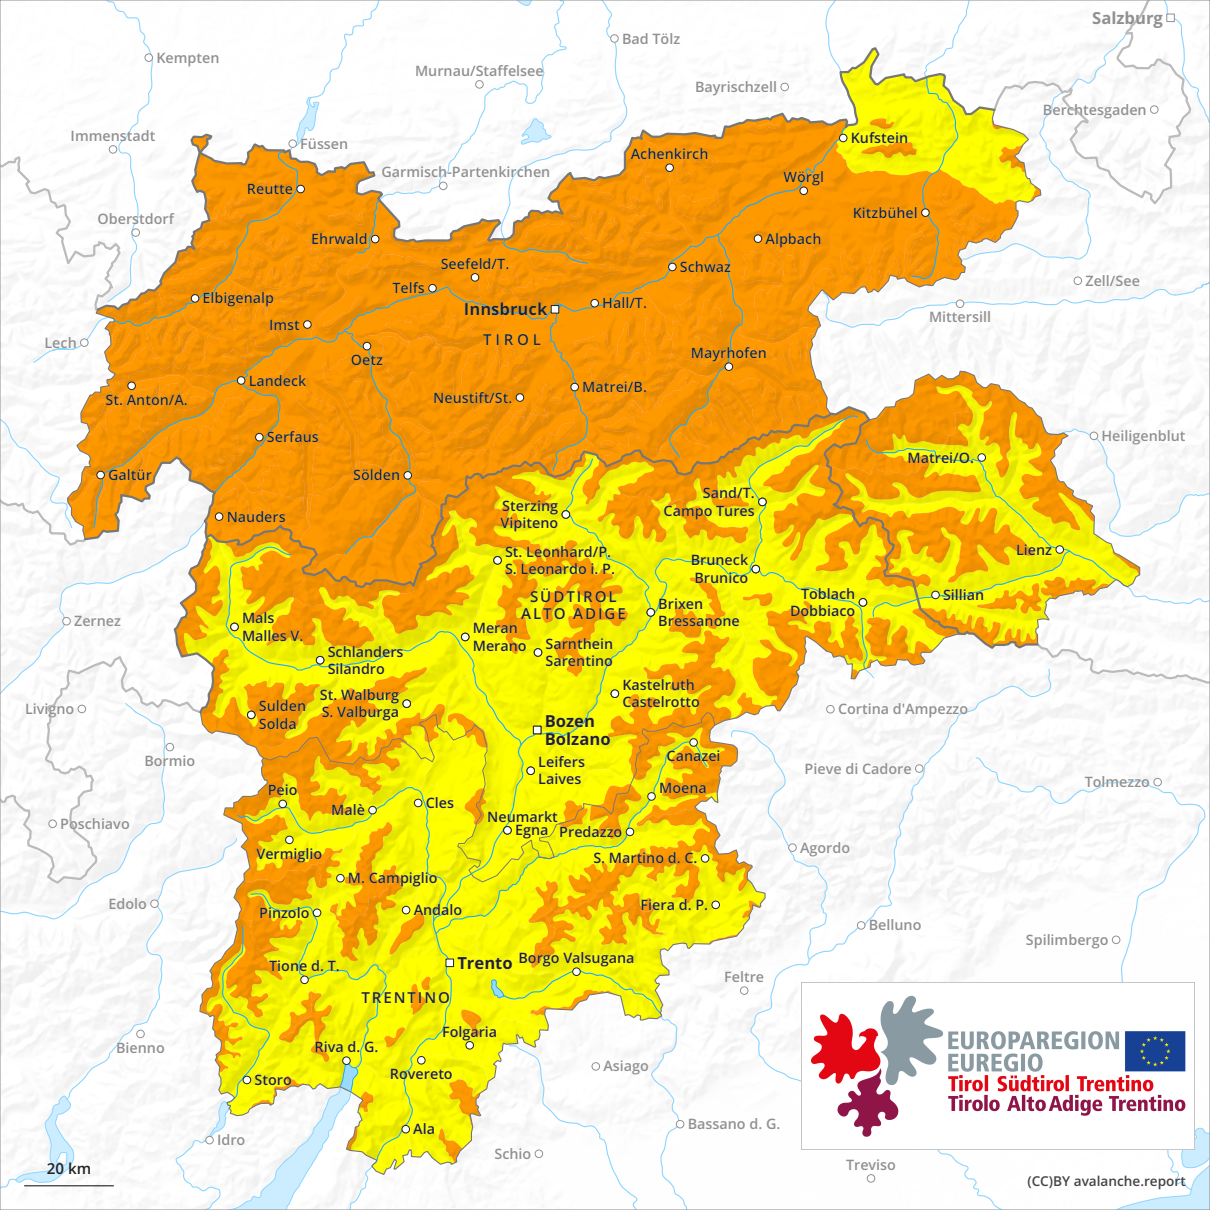 Salzburg
Bad Tölz
Kempten
Murnau/Staffelsee
Bayrischzell
Berchtesgaden
Immenstadt
Füssen
Kufstein
Achenkirch
Garmisch-Partenkirchen
Wörgl
Reutte
Oberstdorf
Kitzbühel
Ehrwald
Alpbach
Seefeld/T.
Schwaz
Telfs
Zell/See
Elbigenalp
Hall/T.
Innsbruck
Mittersill
Imst
TIROL
Lech
Oetz
Mayrhofen
Landeck
Matrei/B.
St. Anton/A.
Neustift/St.
Serfaus
Heiligenblut
Matrei/O.
Galtür
Sölden
Sand/T.
Campo Tures
Sterzing
Vipiteno
Nauders
St. Leonhard/P.
S. Leonardo i. P.
Lienz
Bruneck
Brunico
SÜDTIROL
ALTO ADIGE
Toblach
Dobbiaco
Sillian
Brixen
Bressanone
Zernez
Mals
Malles V.
Meran
Merano
Sarnthein
Sarentino
Schlanders
Silandro
Kastelruth
Castelrotto
St. Walburg
S. Valburga
Livigno
Sulden
Solda
Cortina d'Ampezzo
Bozen
Bolzano
Bormio
Canazei
Leifers
Laives
Pieve di Cadore
Tolmezzo
Peio
Moena
Malè
Cles
Neumarkt
Egna
Predazzo
Poschiavo
Agordo
Vermiglio
S. Martino d. C.
M. Campiglio
Edolo
Pinzolo
Andalo
Fiera d. P.
Belluno
Spilimbergo
Trento
Borgo Valsugana
Tione d. T.
Feltre
TRENTINO
Folgaria
Bienno
Riva d. G.
Rovereto
Asiago
Storo
Ala
Bassano d. G.
Idro
Schio
Treviso
EUROPAREGION
EUREGIO
Tirol Südtirol Trentino
Tirolo Alto Adige Trentino
20 km
(CC)BY avalanche.report